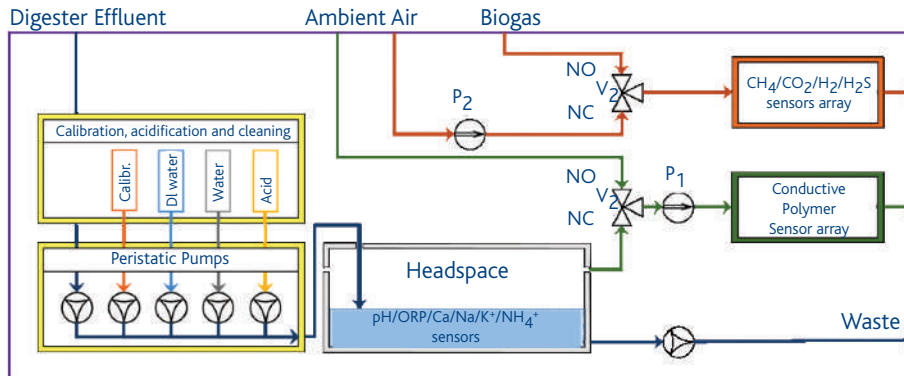 Digester Effluent
Ambient Air
Biogas
NO
V2
NC
P2
CH4/CO2/H2/H2S
sensors array
Calibration, acidification and cleaning
Calibr.
Dl water
Water
Acid
NO
V2
NC
P1
Conductive
Polymer
Sensor array
Peristatic Pumps
Headspace
pH/ORP/Ca/Na/K⁺/NH4⁺
sensors
Waste